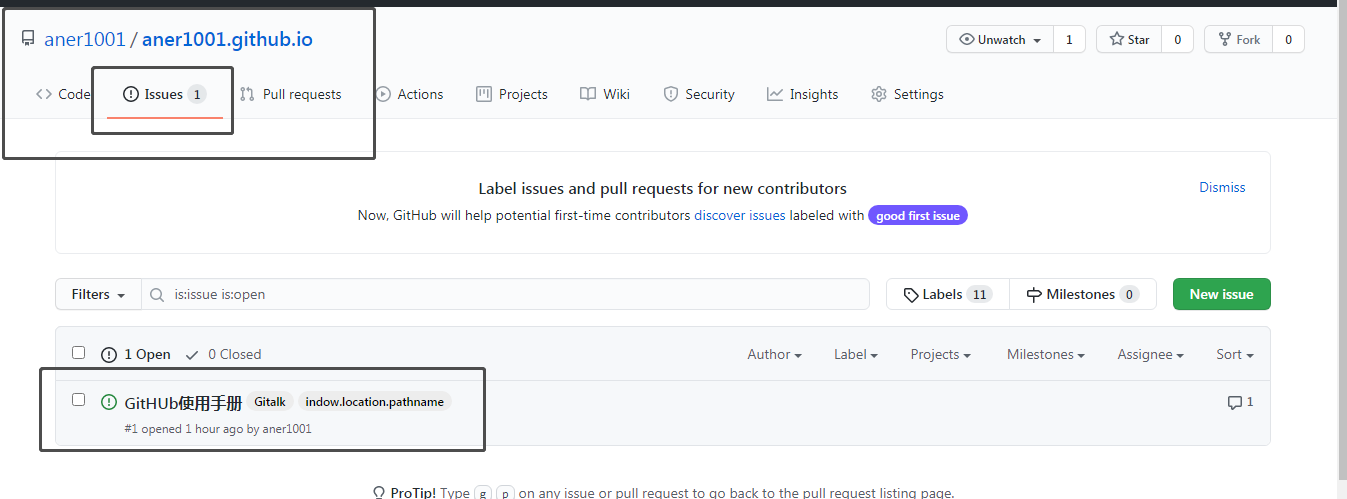 aner1001 / aner1001.github.io
Unwatch 1 Star 0 Fork 0
Code Issues 1 Pull requests Actions Projects Wiki Security Insights Settings
Label issues and pull requests for new contributors
Dismiss
Now, GitHub will help potential first-time contributors discover issues labeled with good first issue
Filters is:issue is:open Labels 11 Milestones 0 New issue
1 Open 0 Closed Author Label Projects Milestones Assignee Sort
GitHUb使用手册 Gitalk indow.location.pathname 1
#1 opened 1 hour ago by aner1001
ProTip! Type g p on any issue or pull request to go back to the pull request listing page.